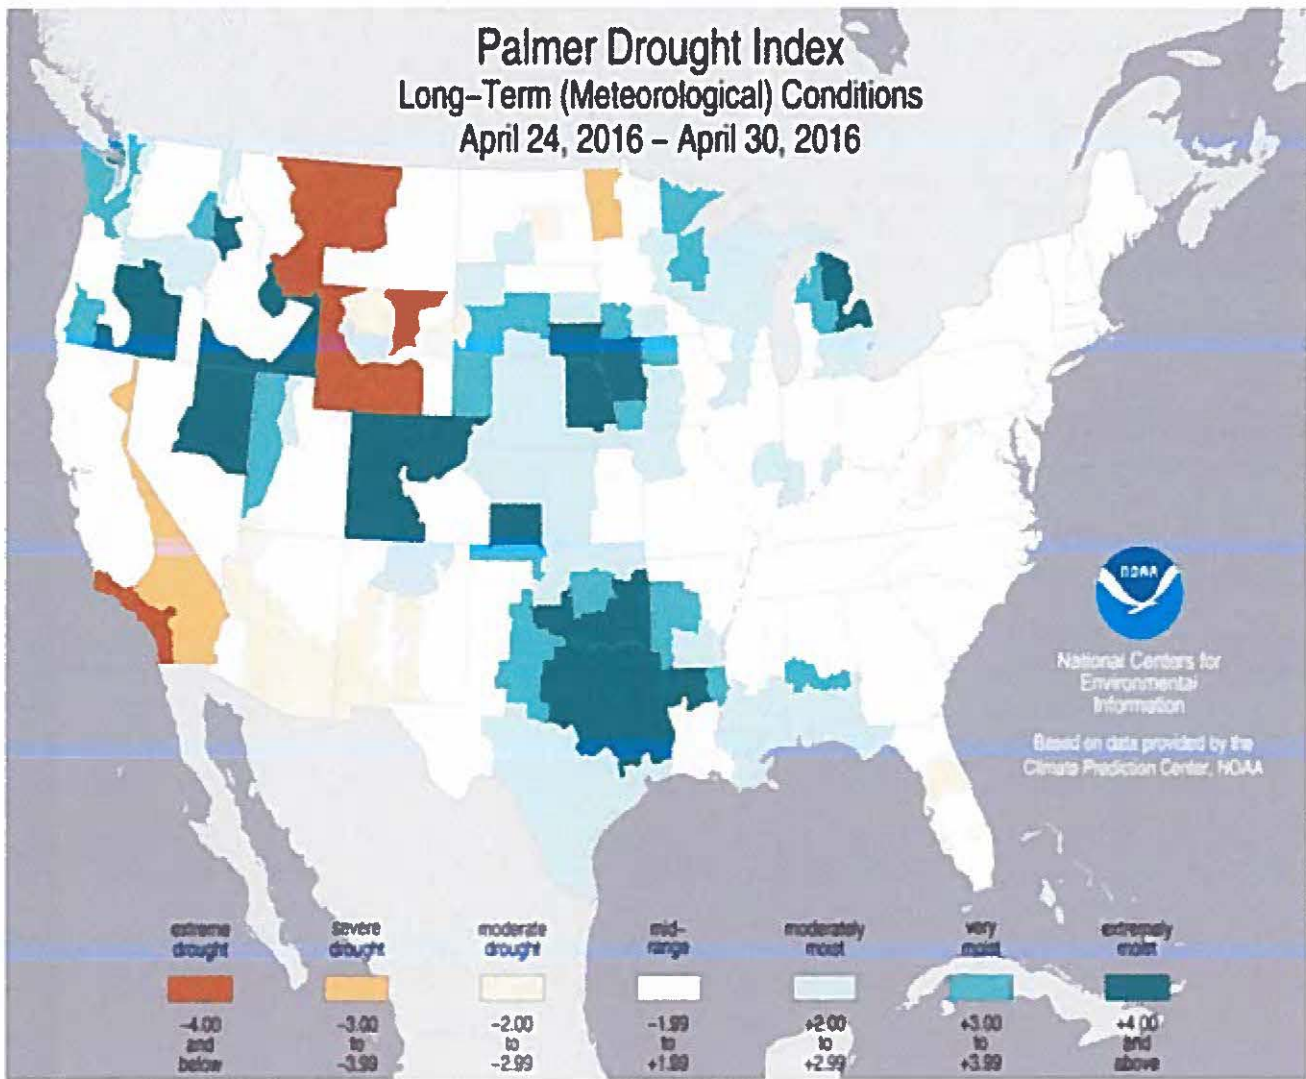 Palmer Drought Index
Long-Term (Meteorological) Conditions
April 24, 2016 – April 30, 2016
noaa
National Centers for
Environmental
Information
Based on data provided by the
Climate Prediction Center, NOAA
extreme drought
severe drought
moderate drought
mid-range
moderately moist
very moist
extremely moist
-4.00 and below
-3.00 to -3.99
-2.00 to -2.99
-1.99 to +1.99
+2.00 to +2.99
+3.00 to +3.99
+4.00 and above